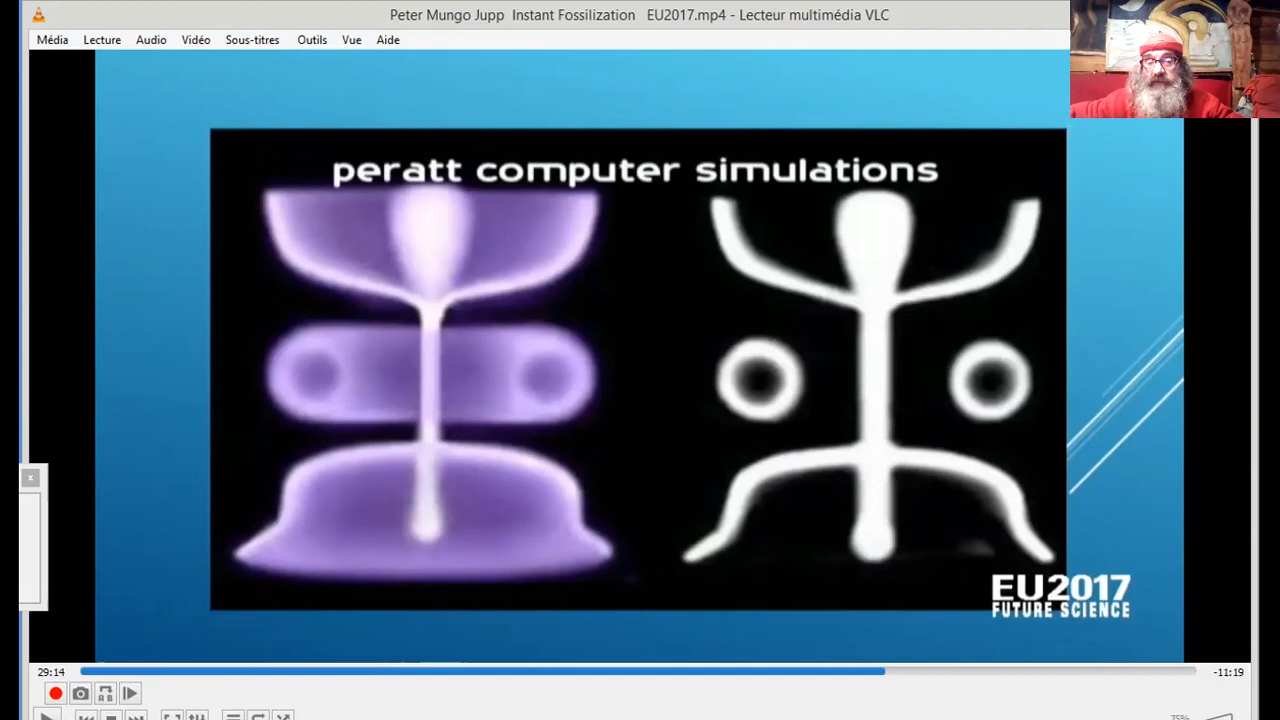 Peter Mungo Jupp Instant Fossilization EU2017.mp4 - Lecteur multimédia VLC
Média Lecture Audio Vidéo Sous-titres Outils Vue Aide
peratt computer simulations
EU2017
FUTURE SCIENCE
x
29:14 -11:19
A B
75%